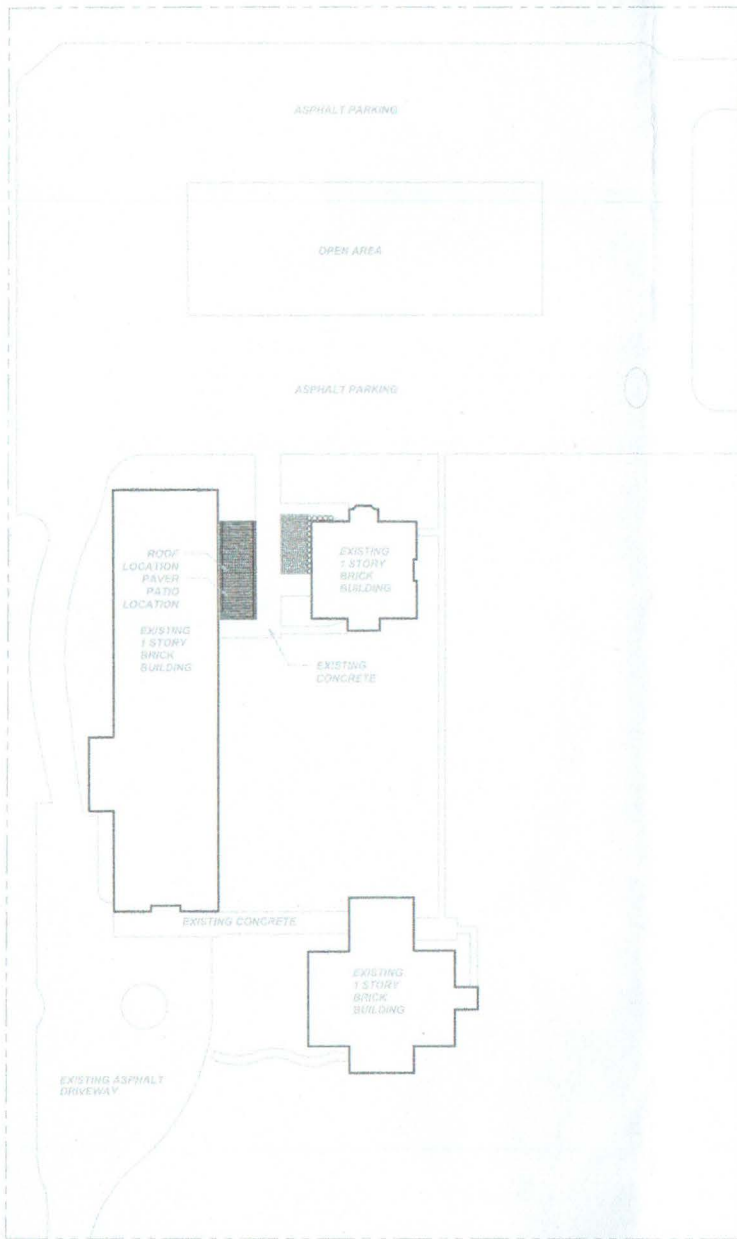 ASPHALT PARKING
OPEN AREA
ASPHALT PARKING
ROOF
LOCATION
PAVER
PATIO
LOCATION
EXISTING
1 STORY
BRICK
BUILDING
EXISTING
1 STORY
BRICK
BUILDING
EXISTING
CONCRETE
EXISTING CONCRETE
EXISTING
1 STORY
BRICK
BUILDING
EXISTING ASPHALT
DRIVEWAY